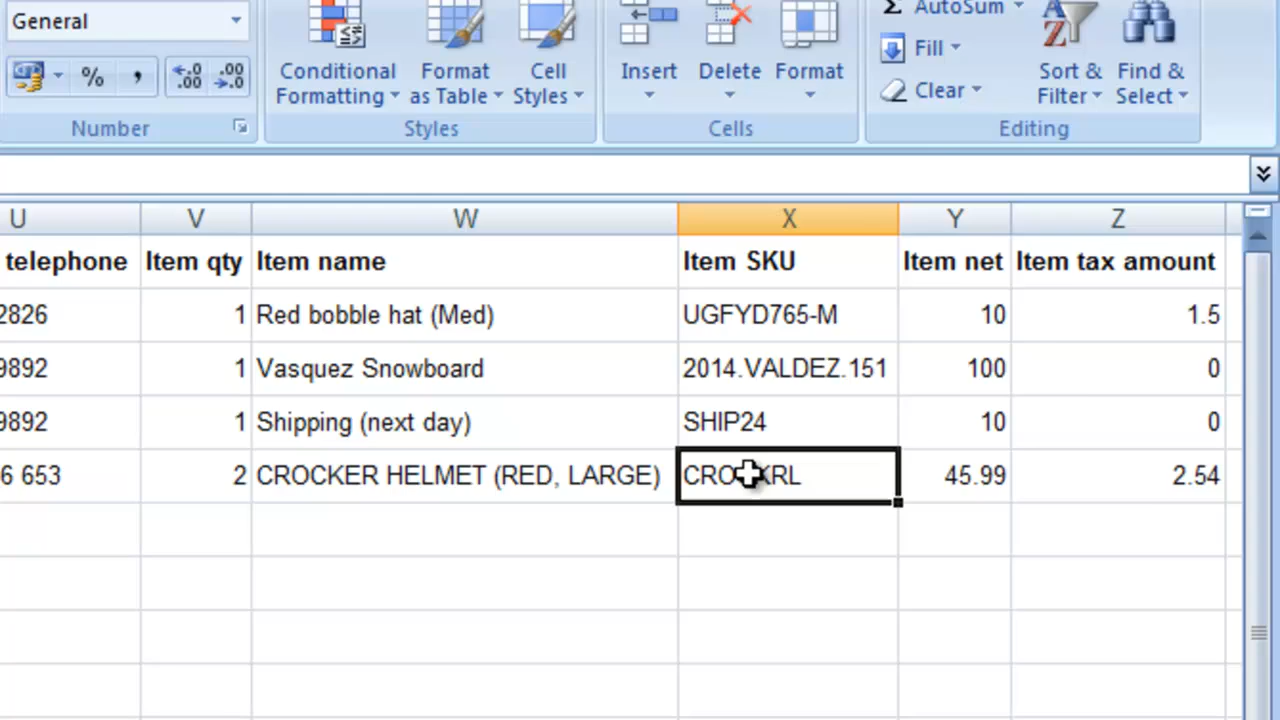 General
AutoSum
Fill
% , .00 .00
Conditional Formatting
Format as Table
Cell Styles
Insert
Delete
Format
Clear
Sort & Filter
Find & Select
Number
Styles
Cells
Editing
U V W X Y Z
telephone Item qty Item name Item SKU Item net Item tax amount
2826 1 Red bobble hat (Med) UGFYD765-M 10 1.5
9892 1 Vasquez Snowboard 2014.VALDEZ.151 100 0
9892 1 Shipping (next day) SHIP24 10 0
6 653 2 CROCKER HELMET (RED, LARGE) 45.99 2.54